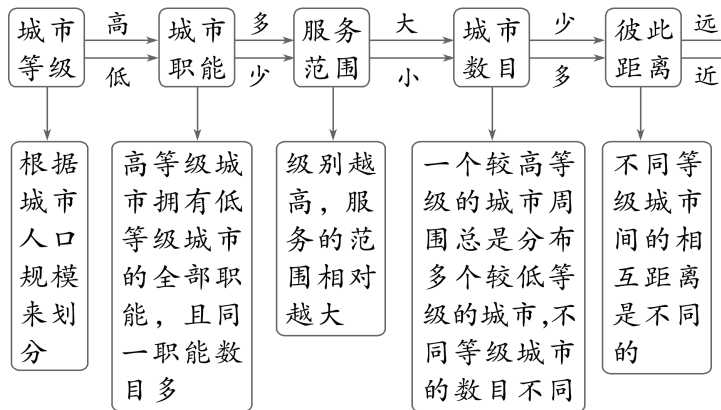 城市
等级
高
低
城市
职能
多
少
服务
范围
大
小
城市
数目
少
多
彼此
距离
远
近
根据
城市
人口
规模
来划
分
高等级城
市拥有低
等级城市
的全部职
能，且同
一职能数
目多
级别越
高，服
务的范
围相对
越大
一个较高等
级的城市周
围总是分布
多个较低等
级的城市,不
同等级城市
的数目不同
不同等
级城市
间的相
互距离
是不同
的